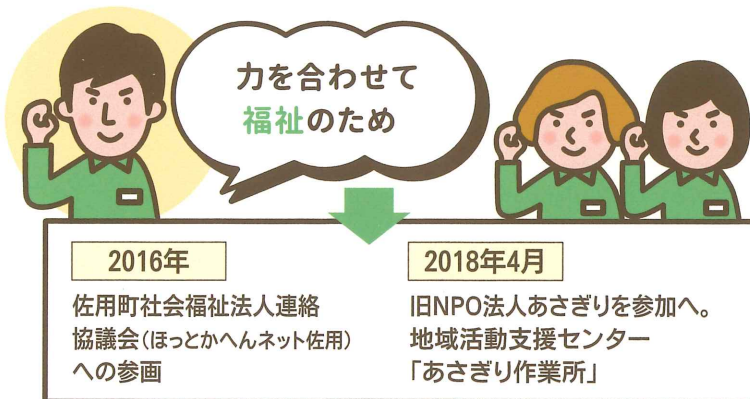 力を合わせて
福祉のため
2016年
佐用町社会福祉法人連絡
協議会(ほっとかへんネット佐用)
への参画
2018年4月
旧NPO法人あさぎりを参加へ。
地域活動支援センター
「あさぎり作業所」